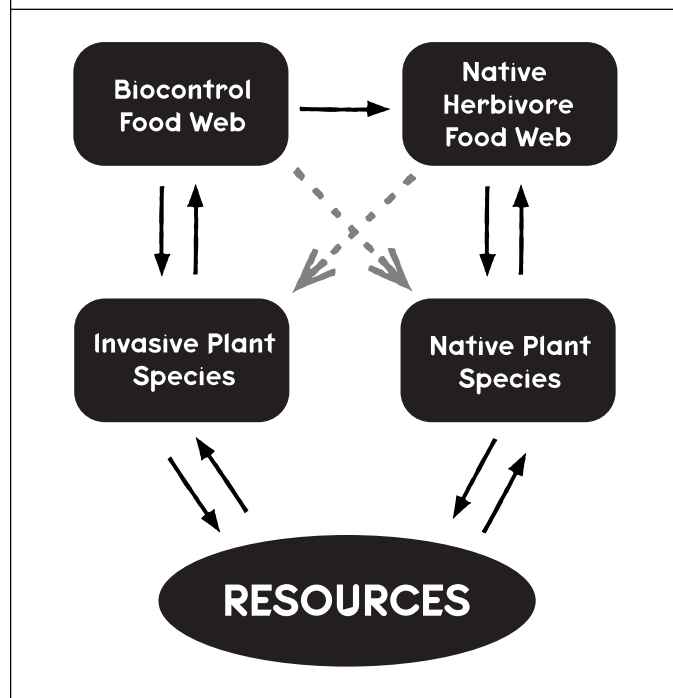 Biocontrol
Food Web
Native
Herbivore
Food Web
Invasive Plant
Species
Native Plant
Species
RESOURCES